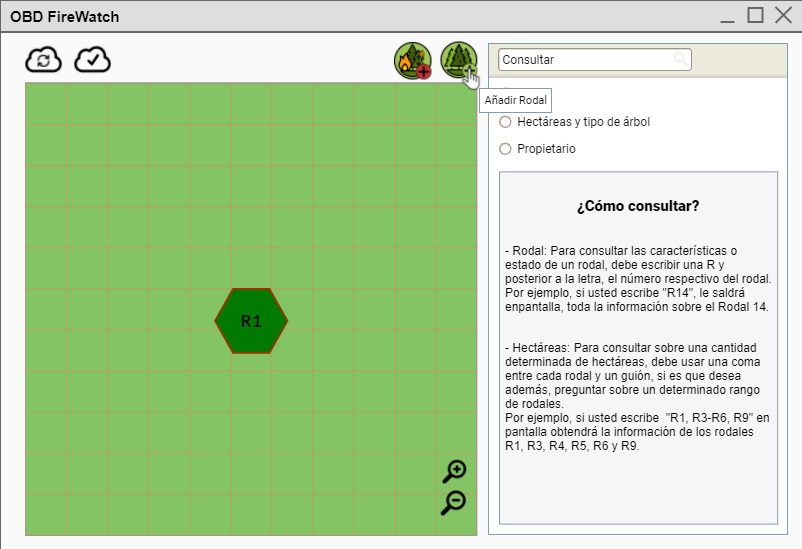 OBD FireWatch
Consultar
Añadir Rodal
Hectáreas y tipo de árbol
Propietario
R1
¿Cómo consultar?
- Rodal: Para consultar las características o
estado de un rodal, debe escribir una R y
posterior a la letra, el número respectivo del rodal.
Por ejemplo, si usted escribe "R14", le saldrá
enpantalla, toda la información sobre el Rodal 14.
- Hectáreas: Para consultar sobre una cantidad
determinada de hectáreas, debe usar una coma
entre cada rodal y un guión, si es que desea
además, preguntar sobre un determinado rango
de rodales.
Por ejemplo, si usted escribe "R1, R3-R6, R9" en
pantalla obtendrá la información de los rodales
R1, R3, R4, R5, R6 y R9.